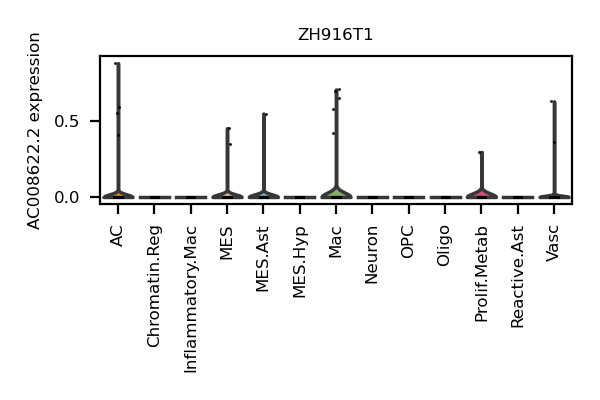 ZH916T1
AC008622.2 expression
0.5
0.0
AC
Chromatin.Reg
Inflammatory.Mac
MES
MES.Ast
MES.Hyp
Mac
Neuron
OPC
Oligo
Prolif.Metab
Reactive.Ast
Vasc